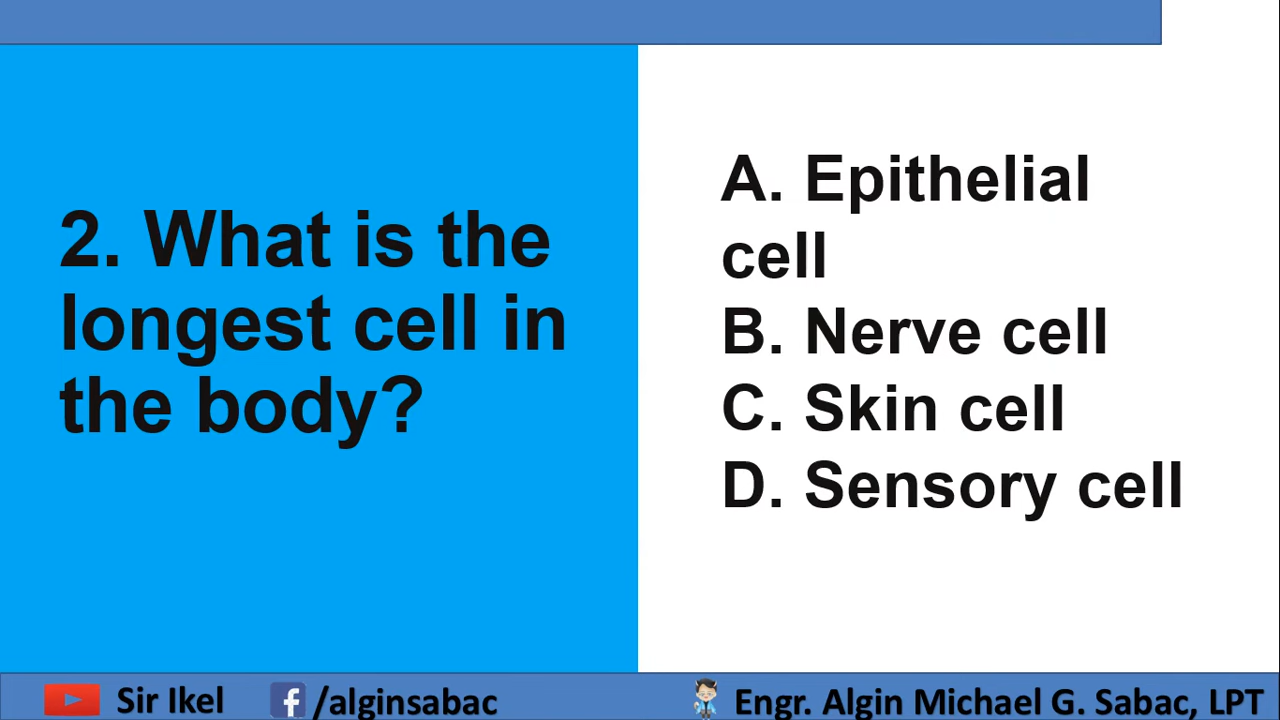 2. What is the
longest cell in
the body?
A. Epithelial
cell
B. Nerve cell
C. Skin cell
D. Sensory cell
Sir Ikel
/alginsabac
Engr. Algin Michael G. Sabac, LPT